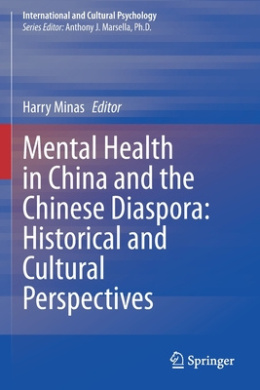 International and Cultural Psychology
Series Editor: Anthony J. Marsella, Ph.D.
Harry Minas Editor
Mental Health
in China and the
Chinese Diaspora:
Historical and
Cultural
Perspectives
Springer